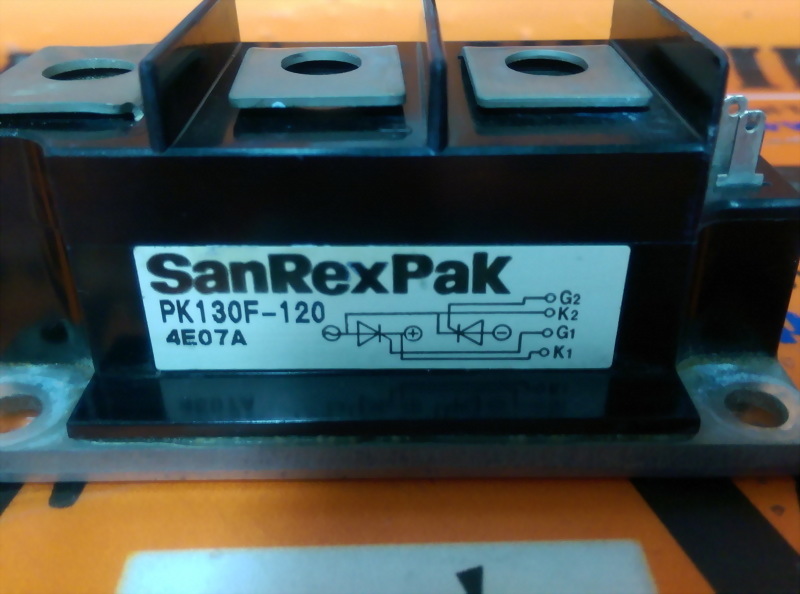 SanRexPak
PK130F-120
4E07A
G2
K2
G1
K1